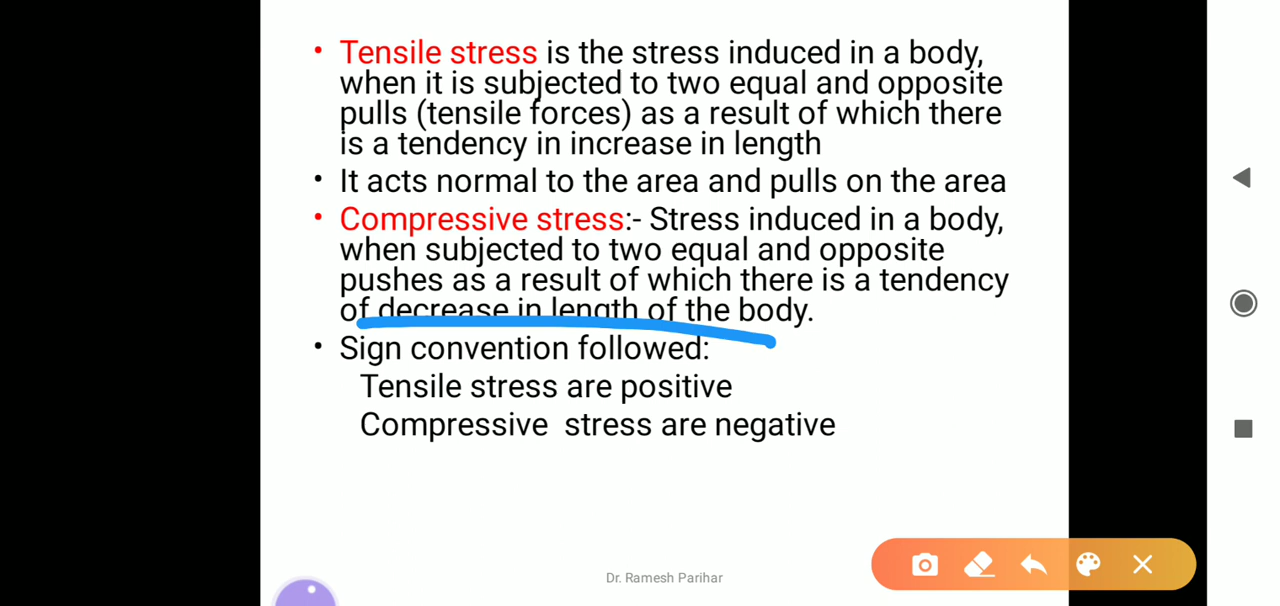 • Tensile stress is the stress induced in a body,
when it is subjected to two equal and opposite
pulls (tensile forces) as a result of which there
is a tendency in increase in length
• It acts normal to the area and pulls on the area
• Compressive stress:- Stress induced in a body,
when subjected to two equal and opposite
pushes as a result of which there is a tendency
of decrease in length of the body.
• Sign convention followed:
Tensile stress are positive
Compressive stress are negative
Dr. Ramesh Parihar